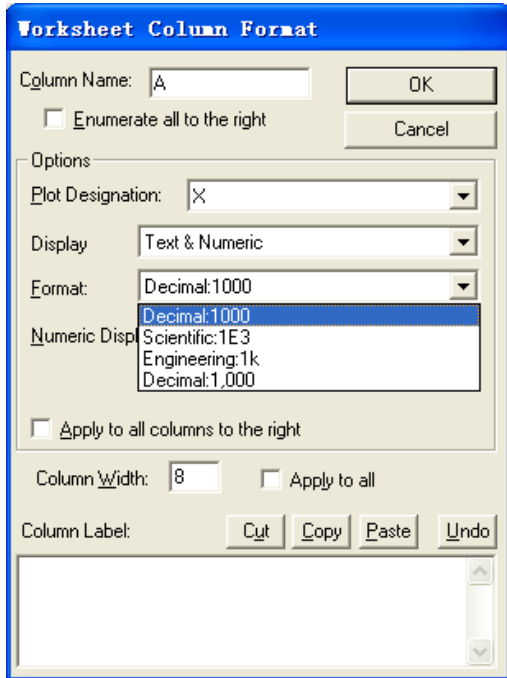 Worksheet Column Format
Column Name: A
OK
Enumerate all to the right
Cancel
Options
Plot Designation: X
Display Text & Numeric
Format: Decimal:1000
Decimal:1000
Numeric Disp Scientific:1E3
Engineering:1k
Decimal:1,000
Apply to all columns to the right
Column Width: 8 Apply to all
Column Label: Cut Copy Paste Undo